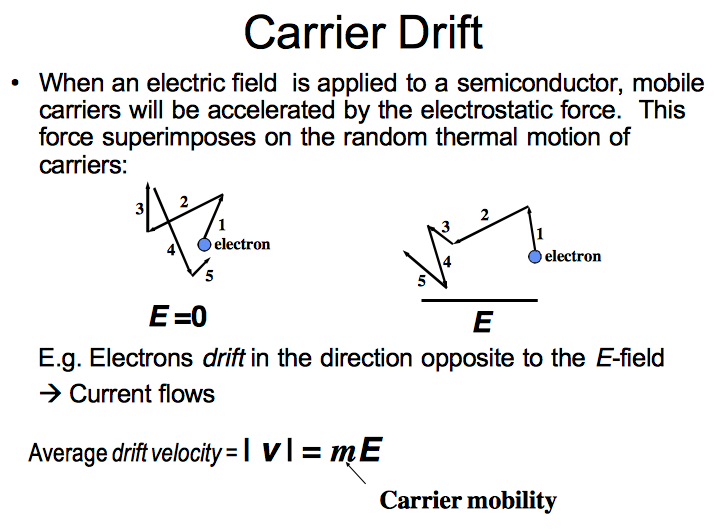 Carrier Drift
• When an electric field is applied to a semiconductor, mobile
carriers will be accelerated by the electrostatic force. This
force superimposes on the random thermal motion of
carriers:
3
2
1
electron
4
5
2
3
1
electron
4
5
E =0
E
E.g. Electrons drift in the direction opposite to the E-field
→ Current flows
Average drift velocity = | v | = mE
Carrier mobility